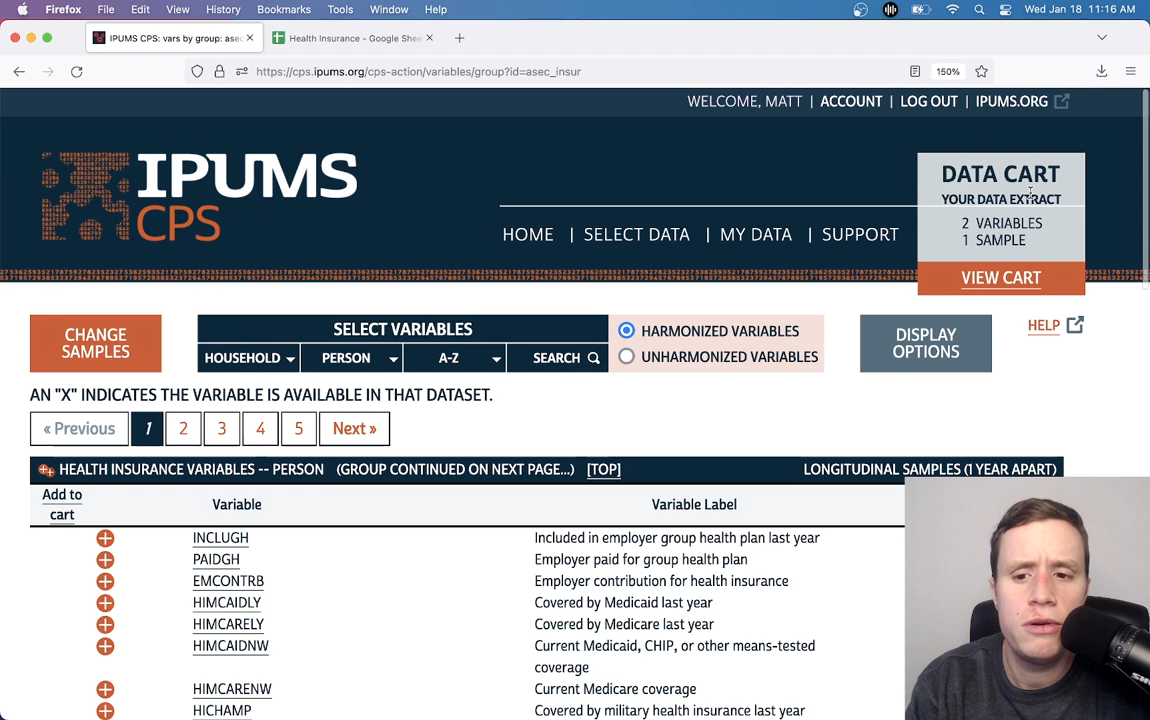 Firefox File Edit View History Bookmarks Tools Window Help Wed Jan 18 11:16 AM
IPUMS CPS: vars by group: asec
Health Insurance - Google She
https://cps.ipums.org/cps-action/variables/group?id=asec_insur 150%
WELCOME, MATT | ACCOUNT | LOG OUT | IPUMS.ORG
IPUMS
CPS
HOME | SELECT DATA | MY DATA | SUPPORT
DATA CART
YOUR DATA EXTRACT
2 VARIABLES
1 SAMPLE
VIEW CART
CHANGE
SAMPLES
SELECT VARIABLES
HOUSEHOLD PERSON A-Z SEARCH
HARMONIZED VARIABLES
UNHARMONIZED VARIABLES
DISPLAY
OPTIONS
HELP
AN "X" INDICATES THE VARIABLE IS AVAILABLE IN THAT DATASET.
« Previous 1 2 3 4 5 Next »
HEALTH INSURANCE VARIABLES -- PERSON (GROUP CONTINUED ON NEXT PAGE...) [TOP] LONGITUDINAL SAMPLES (1 YEAR APART)
Add to
cart
Variable Variable Label
INCLUGH Included in employer group health plan last year
PAIDGH Employer paid for group health plan
EMCONTRB Employer contribution for health insurance
HIMCAIDLY Covered by Medicaid last year
HIMCARELY Covered by Medicare last year
HIMCAIDNW Current Medicaid, CHIP, or other means-tested
coverage
HIMCARENW Current Medicare coverage
HICHAMP Covered by military health insurance last year